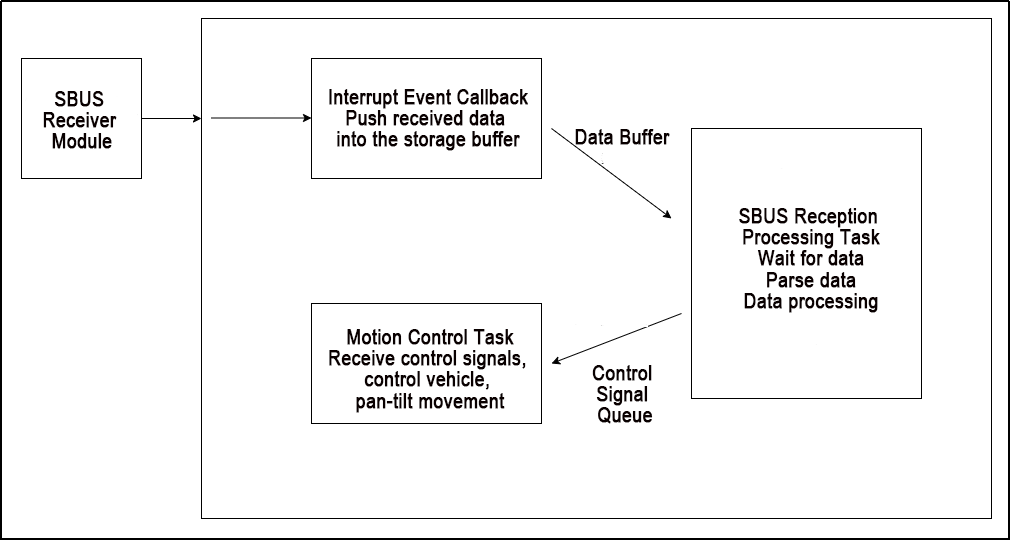 SBUS
Receiver
Module
Interrupt Event Callback
Push received data
into the storage buffer
Data Buffer
SBUS Reception
Processing Task
Wait for data
Parse data
Data processing
Motion Control Task
Receive control signals,
control vehicle,
pan-tilt movement
Control
Signal
Queue